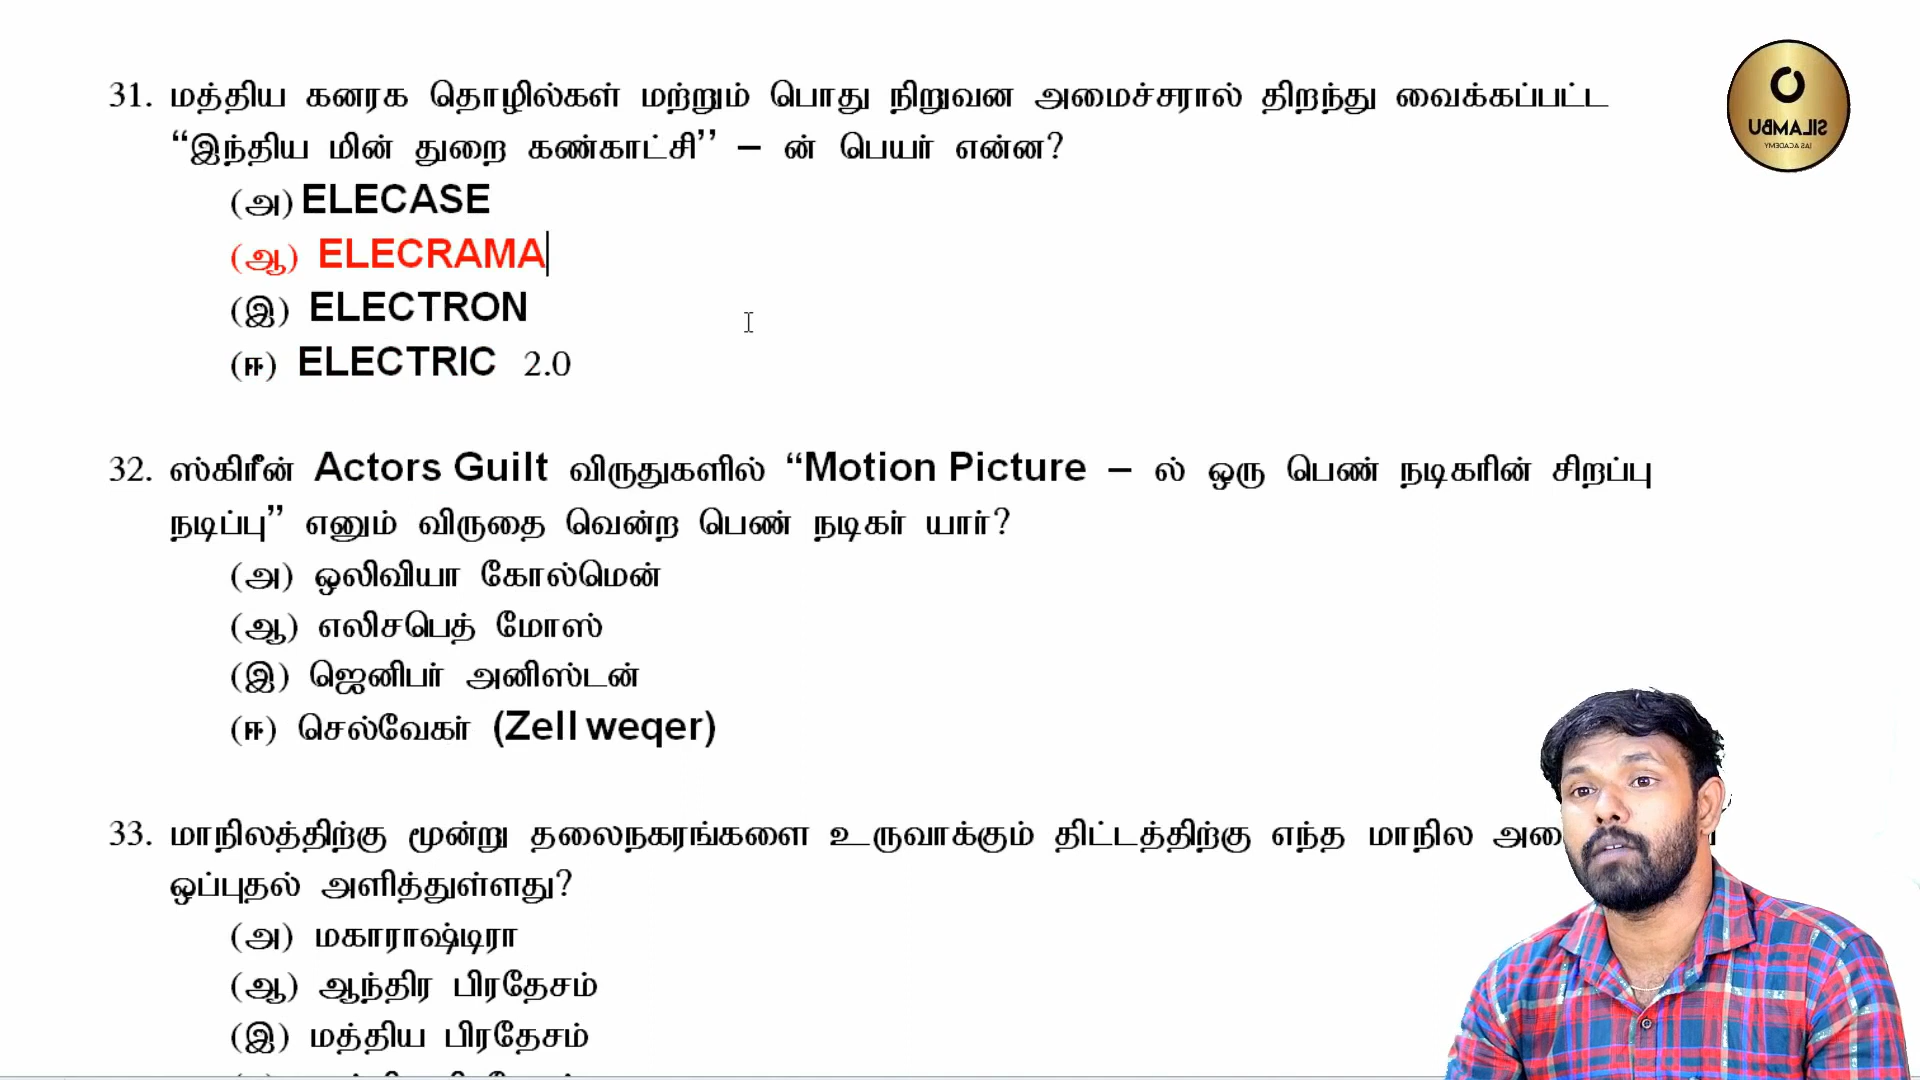 31. மத்திய கனரக தொழில்கள் மற்றும் பொது நிறுவன அமைச்சரால் திறந்து வைக்கப்பட்ட
“இந்திய மின் துறை கண்காட்சி’’ – ன் பெயர் என்ன?
(அ) ELECASE
(ஆ) ELECRAMA
(இ) ELECTRON
(ஈ) ELECTRIC 2.0
32. ஸ்கிரீன் Actors Guilt விருதுகளில் “Motion Picture – ல் ஒரு பெண் நடிகரின் சிறப்பு
நடிப்பு” எனும் விருதை வென்ற பெண் நடிகர் யார்?
(அ) ஒலிவியா கோல்மென்
(ஆ) எலிசபெத் மோஸ்
(இ) ஜெனிபர் அனிஸ்டன்
(ஈ) செல்வேகர் (Zell weqer)
33. மாநிலத்திற்கு மூன்று தலைநகரங்களை உருவாக்கும் திட்டத்திற்கு எந்த மாநில
ஒப்புதல் அளித்துள்ளது?
(அ) மகாராஷ்டிரா
(ஆ) ஆந்திர பிரதேசம்
(இ) மத்திய பிரதேசம்
SILAMBU
IAS ACADEMY